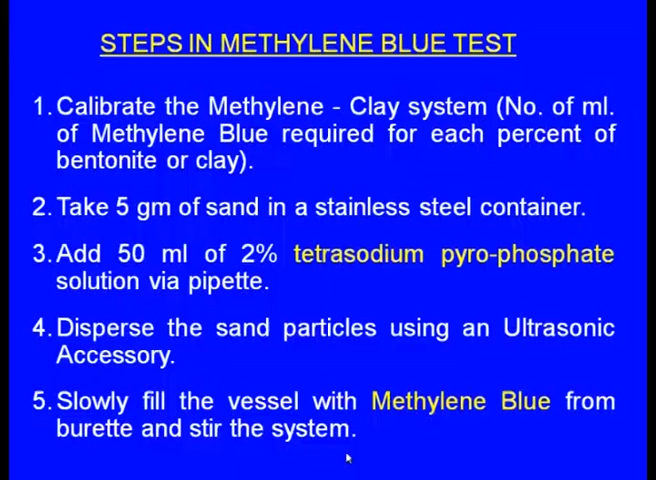 STEPS IN METHYLENE BLUE TEST
1. Calibrate the Methylene - Clay system (No. of ml.
of Methylene Blue required for each percent of
bentonite or clay).
2. Take 5 gm of sand in a stainless steel container.
3. Add 50 ml of 2% tetrasodium pyro-phosphate
solution via pipette.
4. Disperse the sand particles using an Ultrasonic
Accessory.
5. Slowly fill the vessel with Methylene Blue from
burette and stir the system.